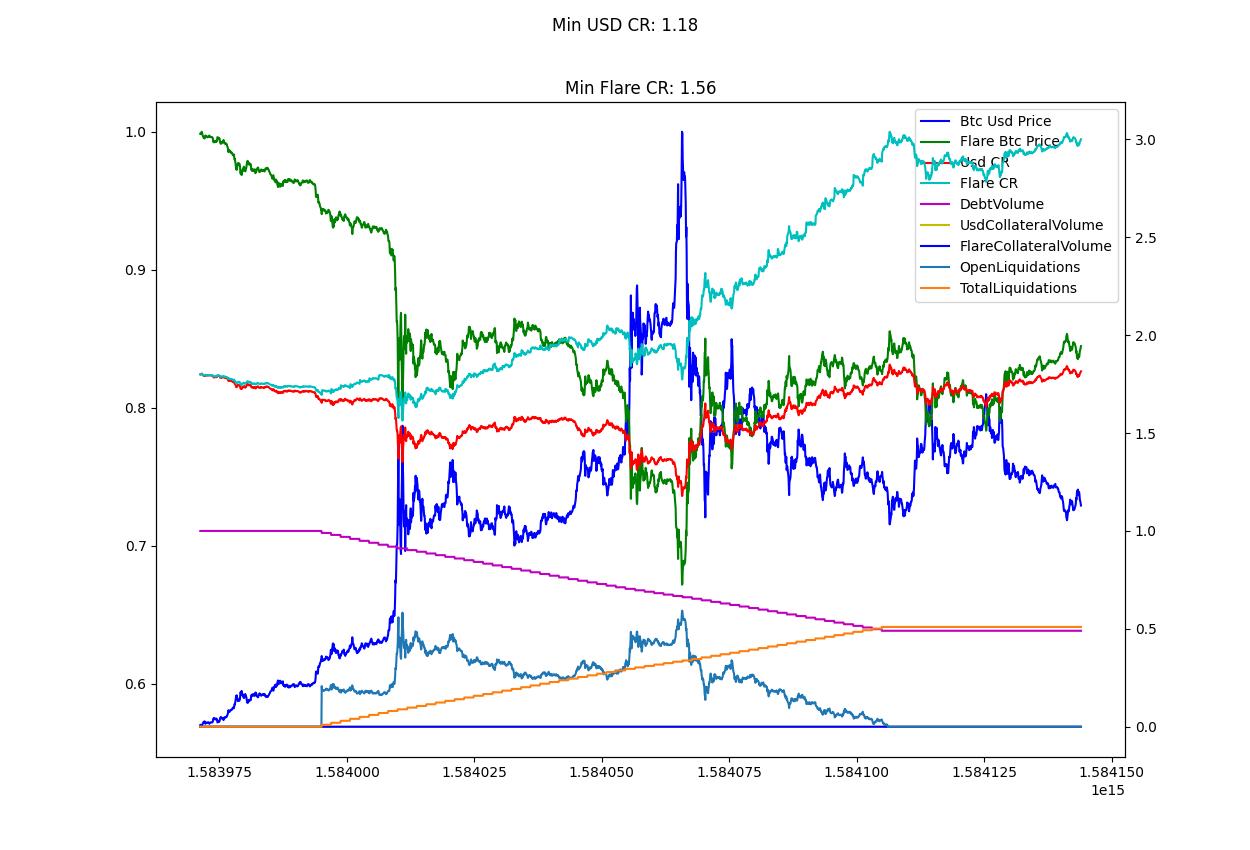 Min USD CR: 1.18
Min Flare CR: 1.56
Btc Usd Price
Flare Btc Price
Usd CR
Flare CR
DebtVolume
UsdCollateralVolume
FlareCollateralVolume
OpenLiquidations
TotalLiquidations
1.0
0.9
0.8
0.7
0.6
3.0
2.5
2.0
1.5
1.0
0.5
0.0
1.583975 1.584000 1.584025 1.584050 1.584075 1.584100 1.584125 1.584150
1e15